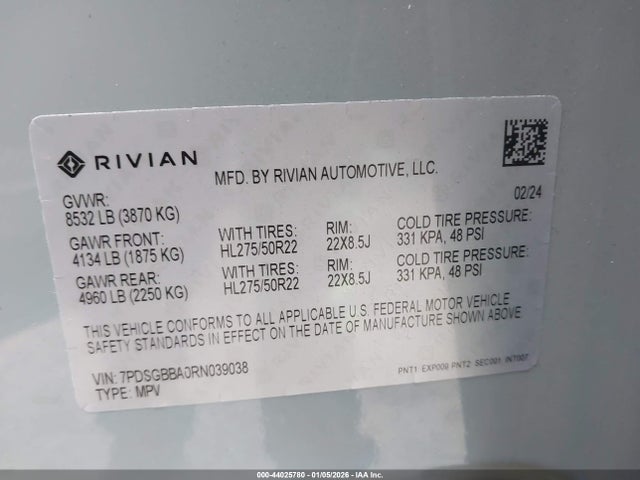 RIVIAN
MFD. BY RIVIAN AUTOMOTIVE, LLC.
02/24
GVWR:
8532 LB (3870 KG)
GAWR FRONT: WITH TIRES: RIM: COLD TIRE PRESSURE:
4134 LB (1875 KG) HL275/50R22 22X8.5J 331 KPA, 48 PSI
GAWR REAR: WITH TIRES: RIM: COLD TIRE PRESSURE:
4960 LB (2250 KG) HL275/50R22 22X8.5J 331 KPA, 48 PSI
THIS VEHICLE CONFORMS TO ALL APPLICABLE U.S. FEDERAL MOTOR VEHICLE
SAFETY STANDARDS IN EFFECT ON THE DATE OF MANUFACTURE SHOWN ABOVE
VIN: 7PDSGBBA0RN039038
TYPE: MPV
PNT1: EXP009 PNT2: SEC001 INT007
000-44025780 - 01/05/2026 - IAA Inc.